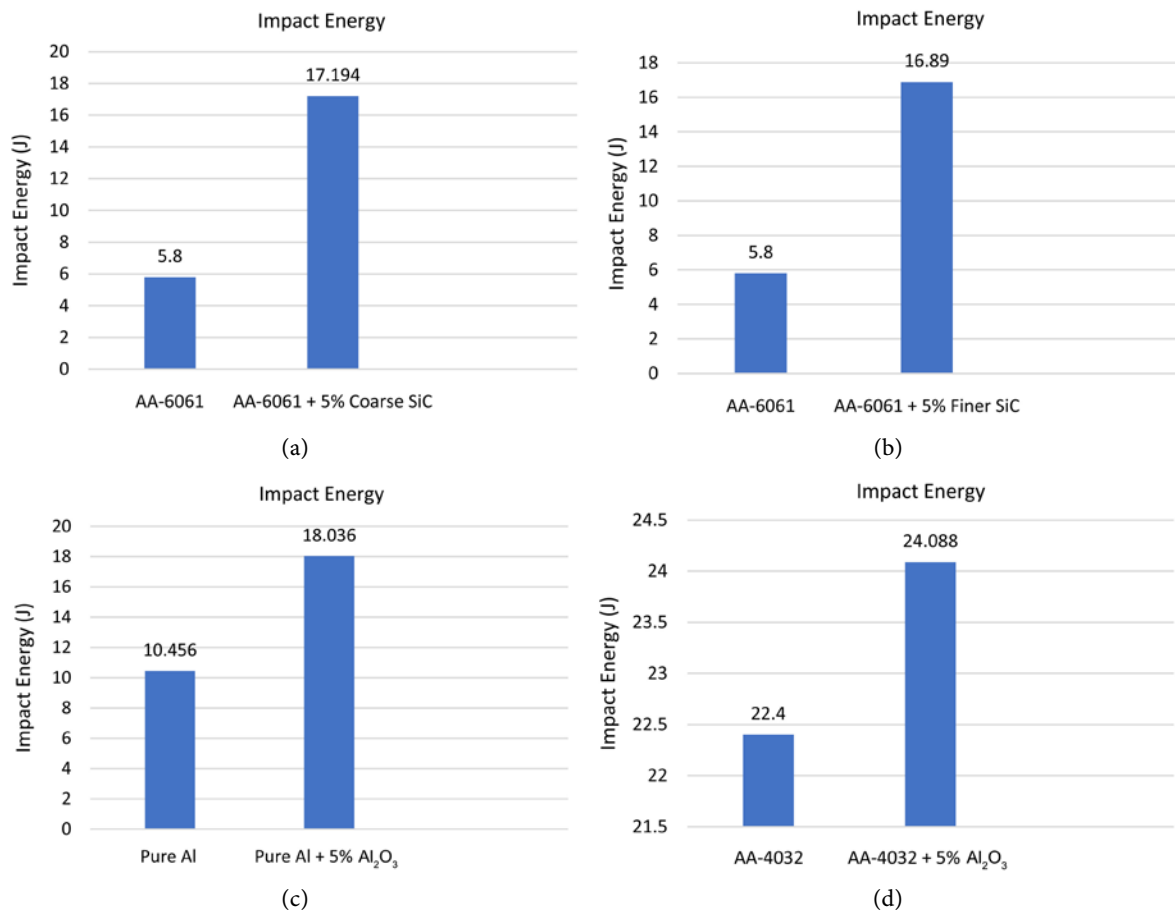 Impact Energy
20
18
16
14
12
10
8
6
4
2
0
Impact Energy (J)
5.8
17.194
AA-6061
AA-6061 + 5% Coarse SiC
(a)
Impact Energy
18
16
14
12
10
8
6
4
2
0
Impact Energy (J)
5.8
16.89
AA-6061
AA-6061 + 5% Finer SiC
(b)
Impact Energy
20
18
16
14
12
10
8
6
4
2
0
Impact Energy (J)
10.456
18.036
Pure Al
Pure Al + 5% Al₂O₃
(c)
Impact Energy
24.5
24
23.5
23
22.5
22
21.5
Impact Energy (J)
22.4
24.088
AA-4032
AA-4032 + 5% Al₂O₃
(d)